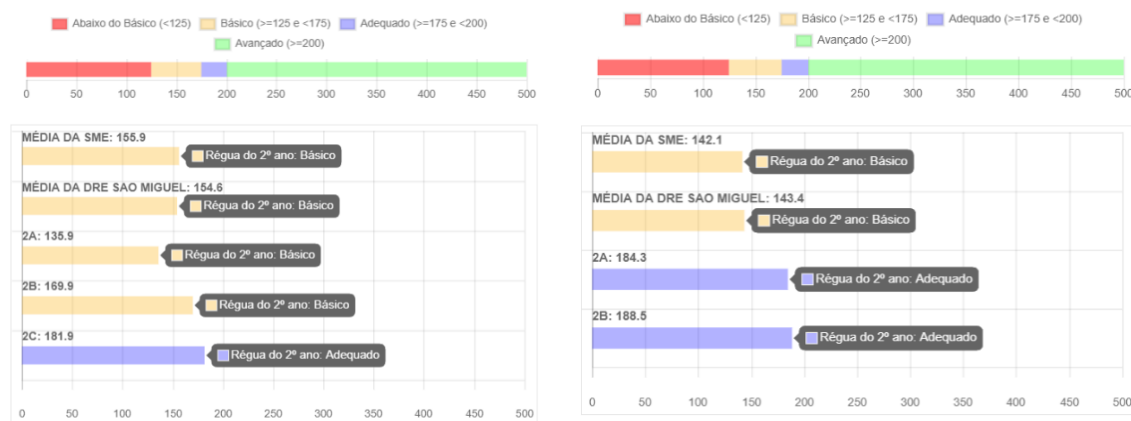 Abaixo do Básico (<125) Básico (>=125 e <175) Adequado (>=175 e <200)
Avançado (>=200)
0 50 100 150 200 250 300 350 400 450 500
MÉDIA DA SME: 155.9
Régua do 2º ano: Básico
MÉDIA DA DRE SAO MIGUEL: 154.6
Régua do 2º ano: Básico
2A: 135.9
Régua do 2º ano: Básico
2B: 169.9
Régua do 2º ano: Básico
2C: 181.9
Régua do 2º ano: Adequado
0 50 100 150 200 250 300 350 400 450 500
Abaixo do Básico (<125) Básico (>=125 e <175) Adequado (>=175 e <200)
Avançado (>=200)
0 50 100 150 200 250 300 350 400 450 500
MÉDIA DA SME: 142.1
Régua do 2º ano: Básico
MÉDIA DA DRE SAO MIGUEL: 143.4
Régua do 2º ano: Básico
2A: 184.3
Régua do 2º ano: Adequado
2B: 188.5
Régua do 2º ano: Adequado
0 50 100 150 200 250 300 350 400 450 500